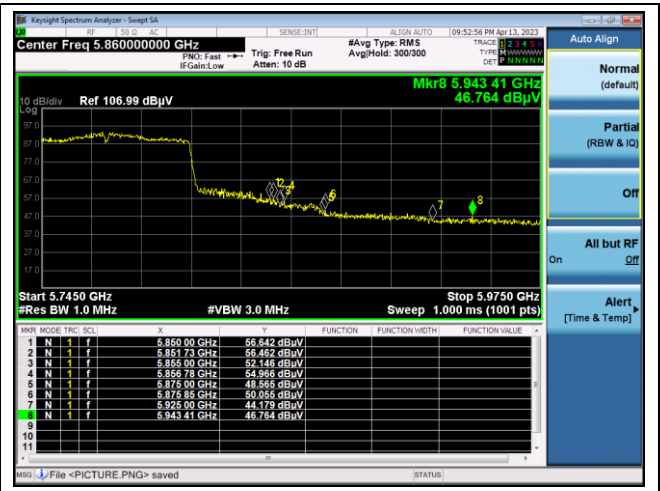 Keysight Spectrum Analyzer - Swept SA
RF 50 Ω AC SENSE:INT ALIGN AUTO 09:52:56 PM Apr 13, 2023
Center Freq 5.860000000 GHz #Avg Type: RMS TRACE 1 2 3 4 5 6
PNO: Fast Trig: Free Run Avg|Hold: 300/300 TYPE M WWWWW
IFGain:Low Atten: 10 dB DET P N N N N N
Mkr8 5.943 41 GHz
10 dB/div Ref 106.99 dBµV 46.764 dBµV
Log
97.0
87.0
77.0
67.0
57.0
47.0
37.0
27.0
17.0
1 2 4 6 7 8
Start 5.7450 GHz Stop 5.9750 GHz
#Res BW 1.0 MHz #VBW 3.0 MHz Sweep 1.000 ms (1001 pts)
MKR MODE TRC SCL X Y FUNCTION FUNCTION WIDTH FUNCTION VALUE
1 N 1 f 5.850 00 GHz 56.642 dBµV
2 N 1 f 5.851 73 GHz 56.462 dBµV
3 N 1 f 5.855 00 GHz 52.146 dBµV
4 N 1 f 5.856 78 GHz 54.966 dBµV
5 N 1 f 5.875 00 GHz 48.565 dBµV
6 N 1 f 5.875 85 GHz 50.055 dBµV
7 N 1 f 5.925 00 GHz 44.179 dBµV
8 N 1 f 5.943 41 GHz 46.764 dBµV
9
10
11
MSG File <PICTURE.PNG> saved STATUS
Auto Align
Normal
(default)
Partial
(RBW & IQ)
Off
All but RF
On Off
Alert
[Time & Temp]